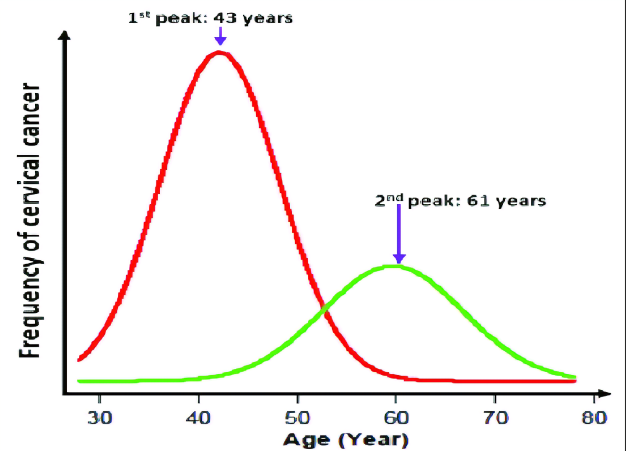 1st peak: 43 years
2nd peak: 61 years
Frequency of cervical cancer
30 40 50 60 70 80
Age (Year)